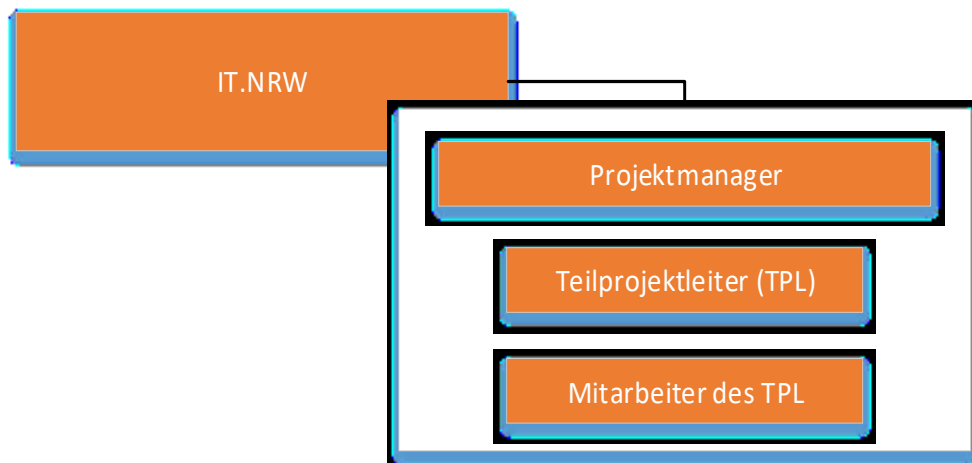 IT.NRW
Projektmanager
Teilprojektleiter (TPL)
Mitarbeiter des TPL